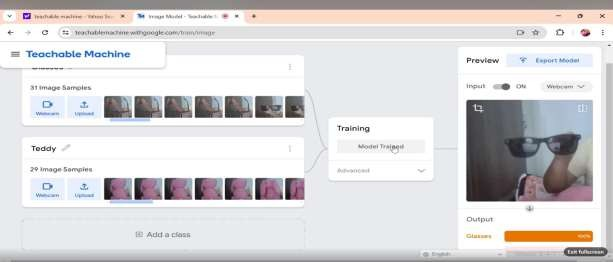 teachable machine - Yahoo Sea
Image Model - Teachable
teachablemachine.withgoogle.com/train/image
Teachable Machine
31 Image Samples
Webcam
Upload
Teddy
29 Image Samples
Webcam
Upload
Add a class
Training
Model Trained
Advanced
Preview
Export Model
Input
ON
Webcam
Output
Glasses
100%
English
Exit fullscreen